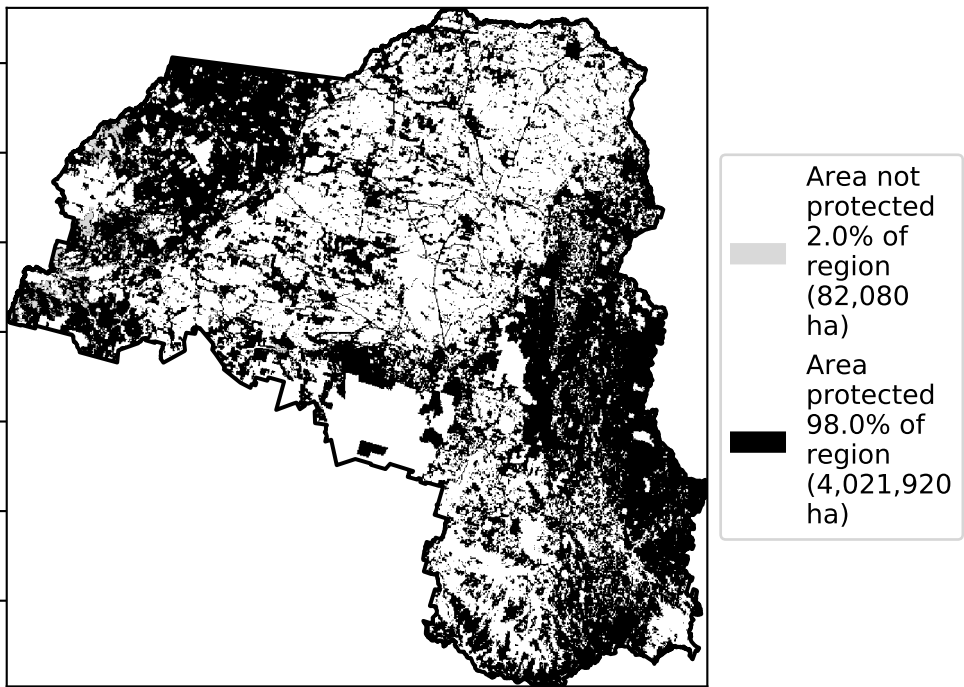 Area not
protected
2.0% of
region
(82,080
ha)
Area
protected
98.0% of
region
(4,021,920
ha)